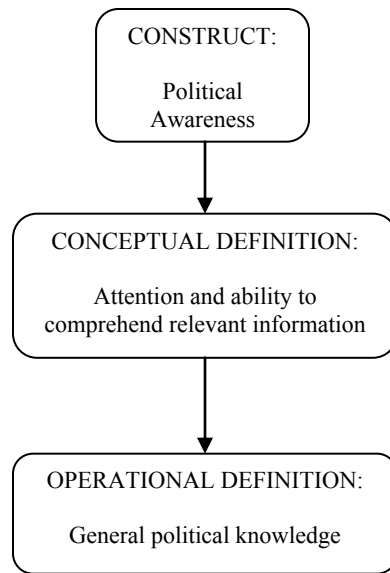 CONSTRUCT:
Political
Awareness
CONCEPTUAL DEFINITION:
Attention and ability to
comprehend relevant information
OPERATIONAL DEFINITION:
General political knowledge